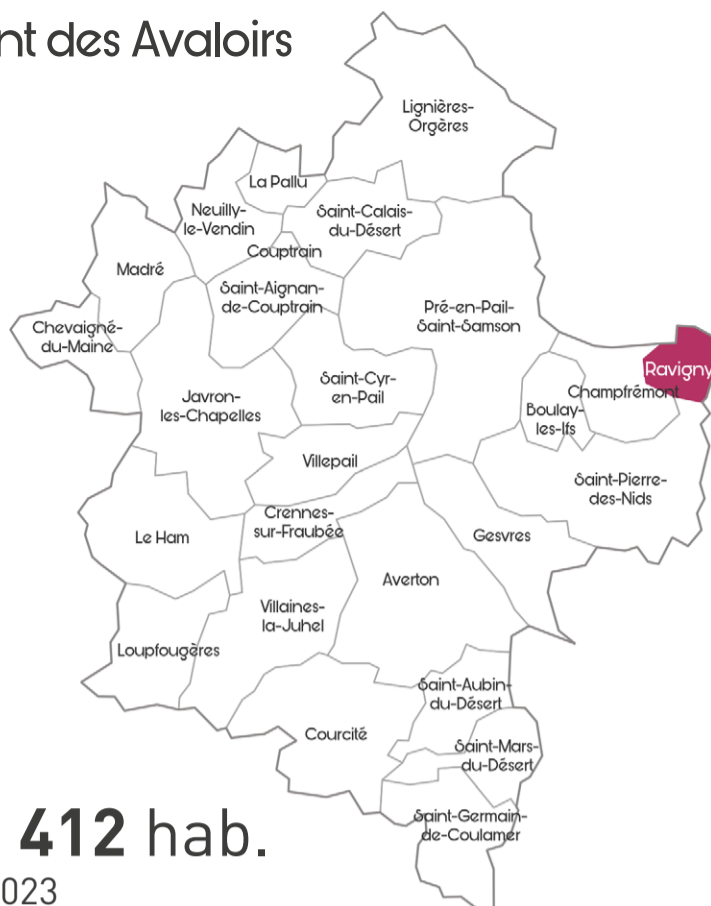 nt des Avaloirs
Lignières-
Orgères
La Pallu
Neuilly-
le-Vendin
Saint-Calais-
du-Désert
Couptrain
Madré
Saint-Aignan-
de-Couptrain
Pré-en-Pail-
Saint-Samson
Chevaigné-
du-Maine
Ravigny
Saint-Cyr-
en-Pail
Champfrémont
Javron-
les-Chapelles
Boulay-
les-Ifs
Villepail
Saint-Pierre-
des-Nids
Crennes-
sur-Fraubée
Le Ham
Gesvres
Averton
Villaines-
la-Juhel
Loupfougères
Saint-Aubin-
du-Désert
Courcité
Saint-Mars-
du-Désert
Saint-Germain-
de-Coulamer
412 hab.
023